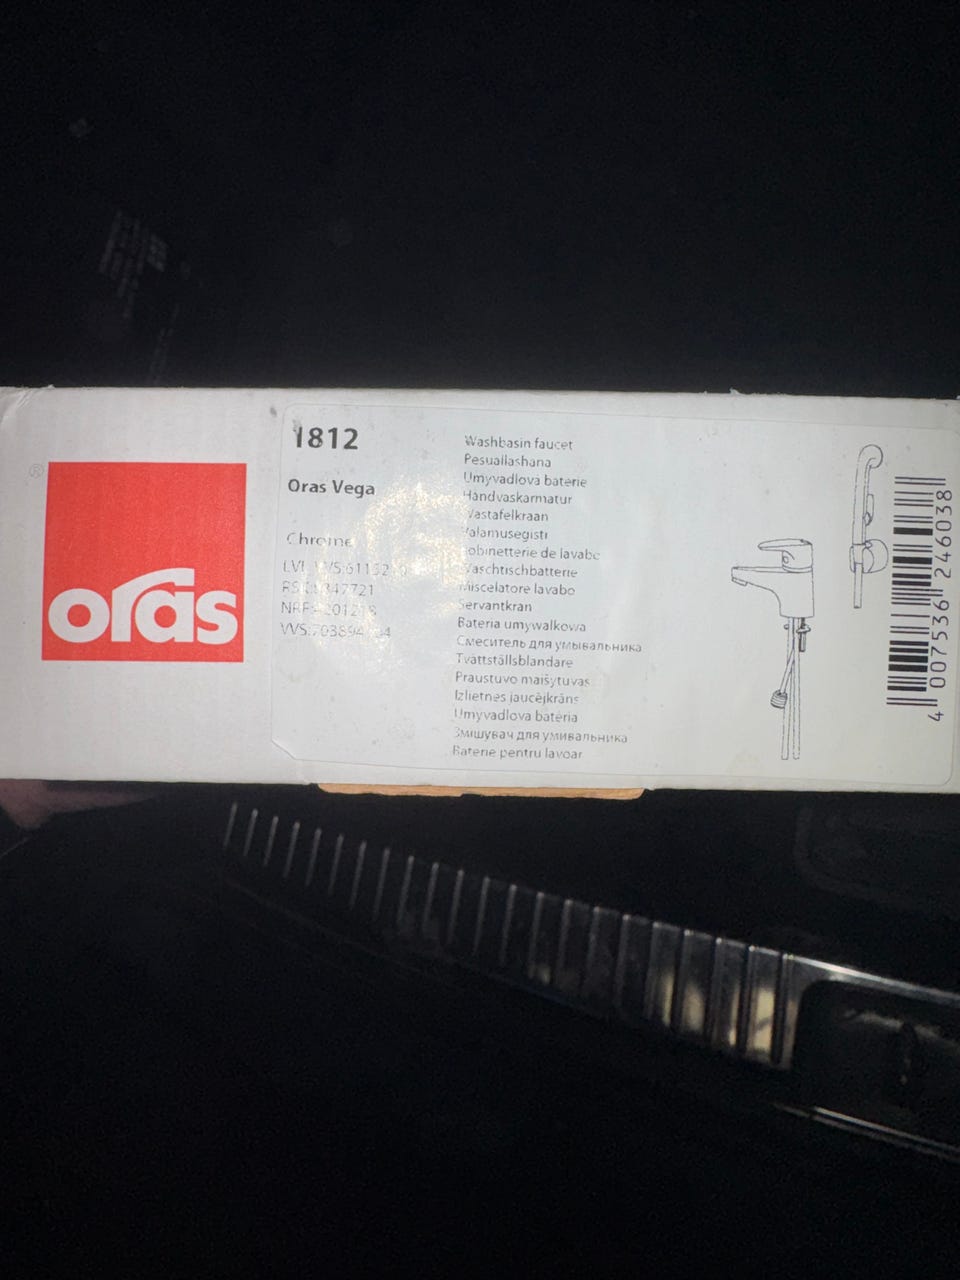 ®
oras
1812
Oras Vega
Chrome
Washbasin faucet
Pesuallashana
Umyvadlova baterie
Håndvaskarmatur
Wastafelkraan
Valamusegisti
Robinetterie de lavabo
Waschtischbatterie
Miscelatore lavabo
Servantkran
Bateria umywalkowa
Смеситель для умывальника
Tvättställsblandare
Praustuvo maišytuvas
Izlietnes jaucējkrāns
Umyvadlova batéria
Змішувач для умивальника
Baterie pentru lavoar
4 007536 246038